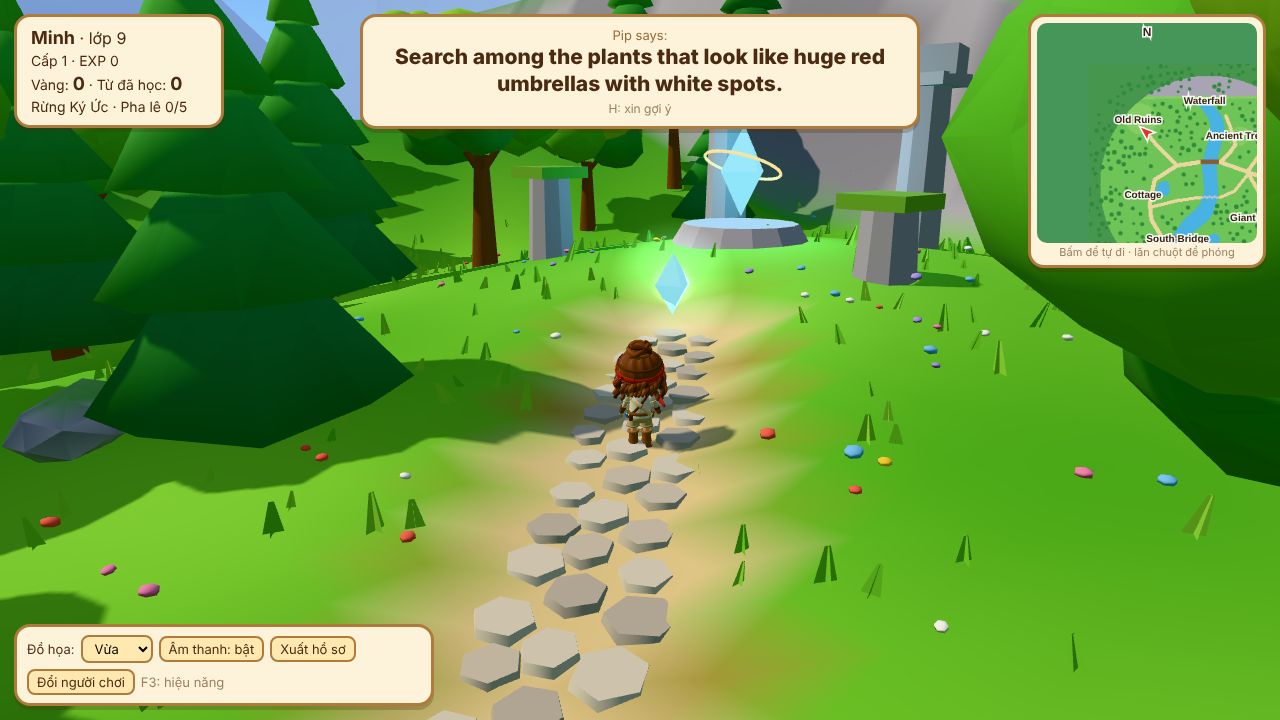 Minh · lớp 9
Cấp 1 · EXP 0
Vàng: 0 · Từ đã học: 0
Rừng Ký Ức · Pha lê 0/5
Pip says:
Search among the plants that look like huge red
umbrellas with white spots.
H: xin gợi ý
N
Waterfall
Old Ruins
Ancient Tre
Cottage
Giant
South Bridge
Bấm để tự đi · lăn chuột để phóng
Đồ họa: Vừa Âm thanh: bật Xuất hồ sơ
Đổi người chơi F3: hiệu năng